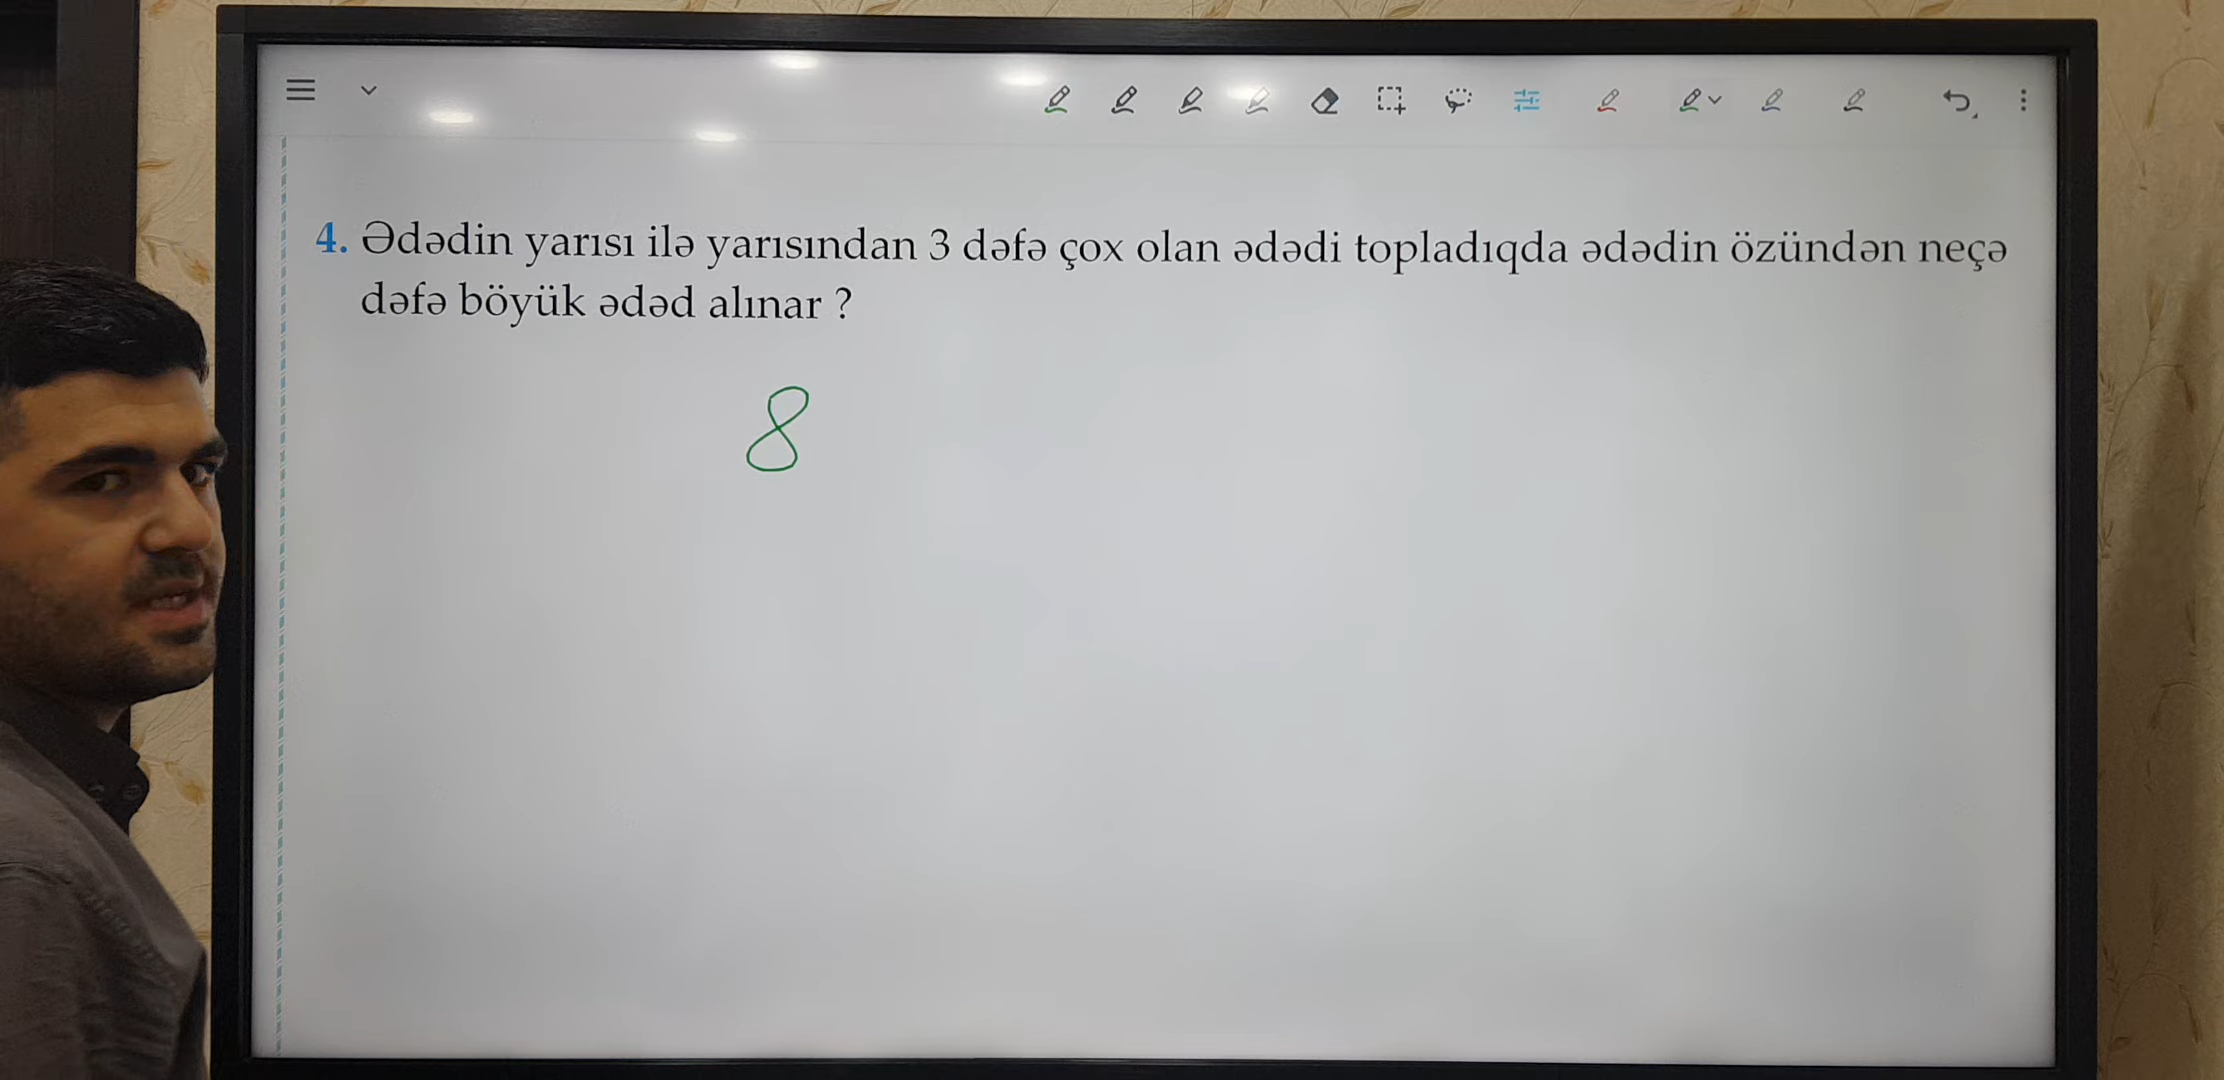 4. Ədədin yarısı ilə yarısından 3 dəfə çox olan ədədi topladıqda ədədin özündən neçə
dəfə böyük ədəd alınar ?
8